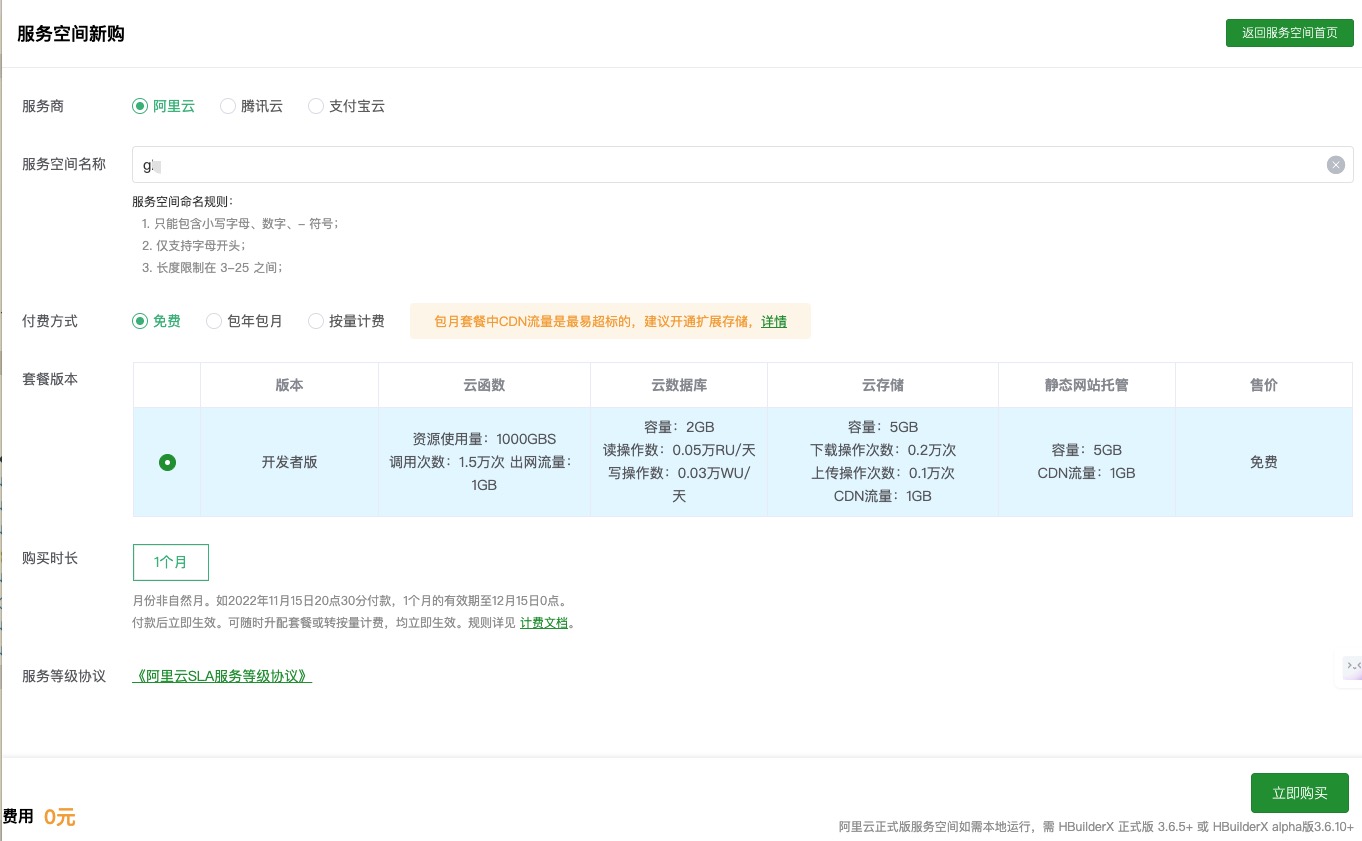 服务空间新购
返回服务空间首页
服务商
阿里云
腾讯云
支付宝云
服务空间名称
服务空间命名规则：
1. 只能包含小写字母、数字、- 符号；
2. 仅支持字母开头；
3. 长度限制在 3-25 之间；
付费方式
免费
包年包月
按量计费
包月套餐中CDN流量是最易超标的，建议开通扩展存储，详情
套餐版本
版本
云函数
云数据库
云存储
静态网站托管
售价
开发者版
资源使用量：1000GBS
调用次数：1.5万次 出网流量：
1GB
容量：2GB
读操作数：0.05万RU/天
写操作数：0.03万WU/
天
容量：5GB
下载操作次数：0.2万次
上传操作次数：0.1万次
CDN流量：1GB
容量：5GB
CDN流量：1GB
免费
购买时长
1个月
月份非自然月。如2022年11月15日20点30分付款，1个月的有效期至12月15日0点。
付款后立即生效。可随时升配套餐或转按量计费，均立即生效。规则详见 计费文档。
服务等级协议
《阿里云SLA服务等级协议》
费用 0元
立即购买
阿里云正式版服务空间如需本地运行，需 HBuilderX 正式版 3.6.5+ 或 HBuilderX alpha版3.6.10+